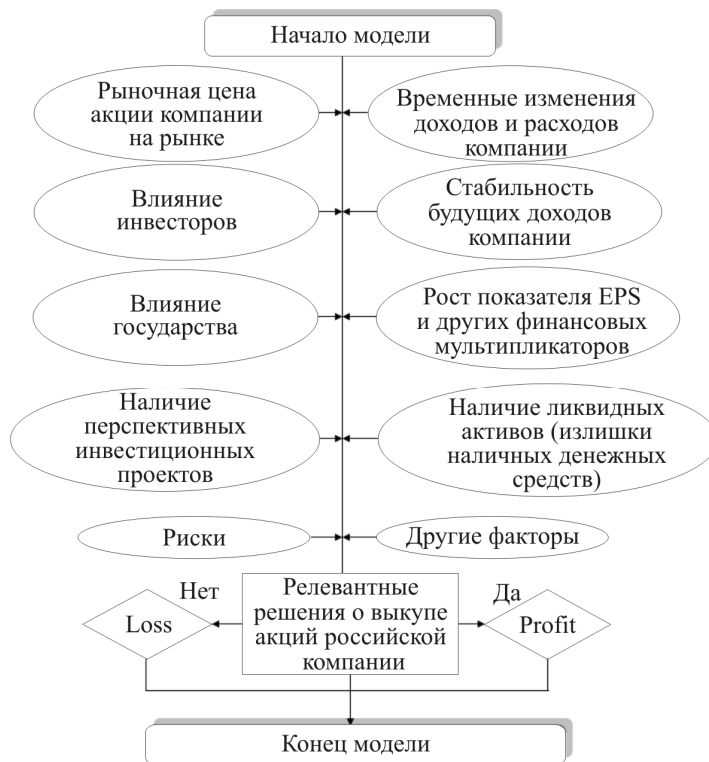 Начало модели
Рыночная цена
акции компании
на рынке
Временные изменения
доходов и расходов
компании
Влияние
инвесторов
Стабильность
будущих доходов
компании
Влияние
государства
Рост показателя EPS
и других финансовых
мультипликаторов
Наличие
перспективных
инвестиционных
проектов
Наличие ликвидных
активов (излишки
наличных денежных
средств)
Риски
Другие факторы
Нет
Релевантные
решения о выкупе
акций российской
компании
Да
Loss
Profit
Конец модели